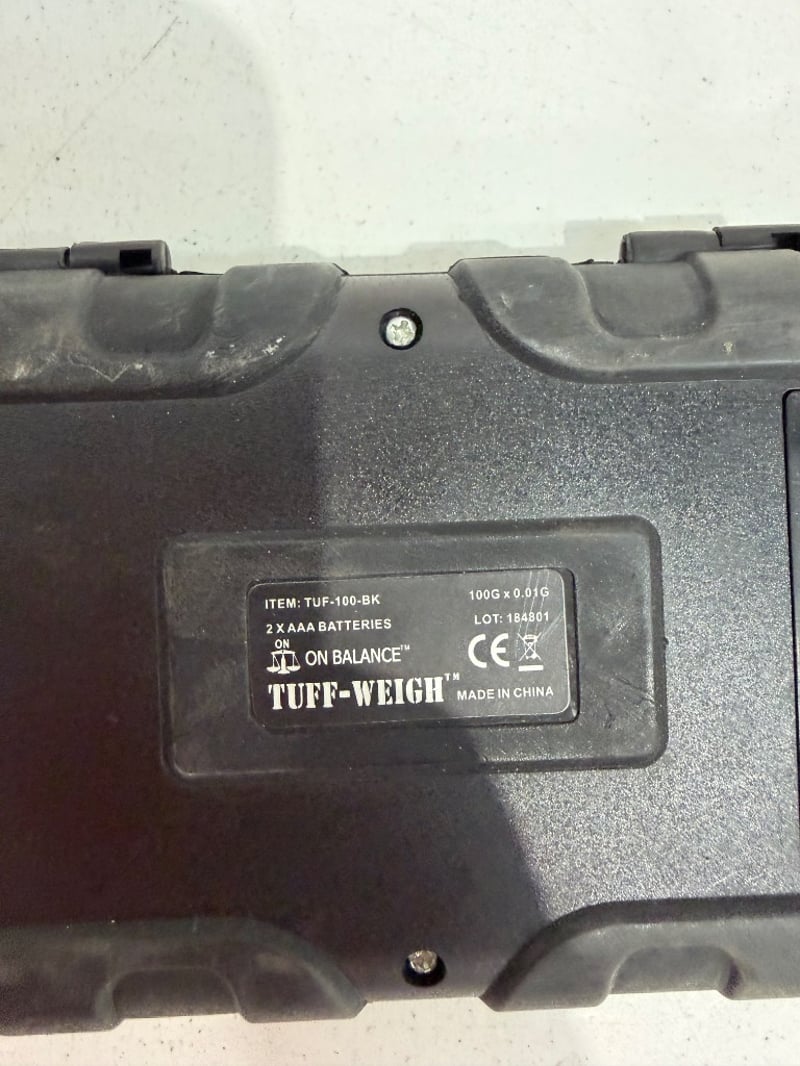 ITEM: TUF-100-BK 100G x 0.01G
2 X AAA BATTERIES LOT: 184801
ON
ON BALANCE™ CE
TUFF-WEIGH™ MADE IN CHINA